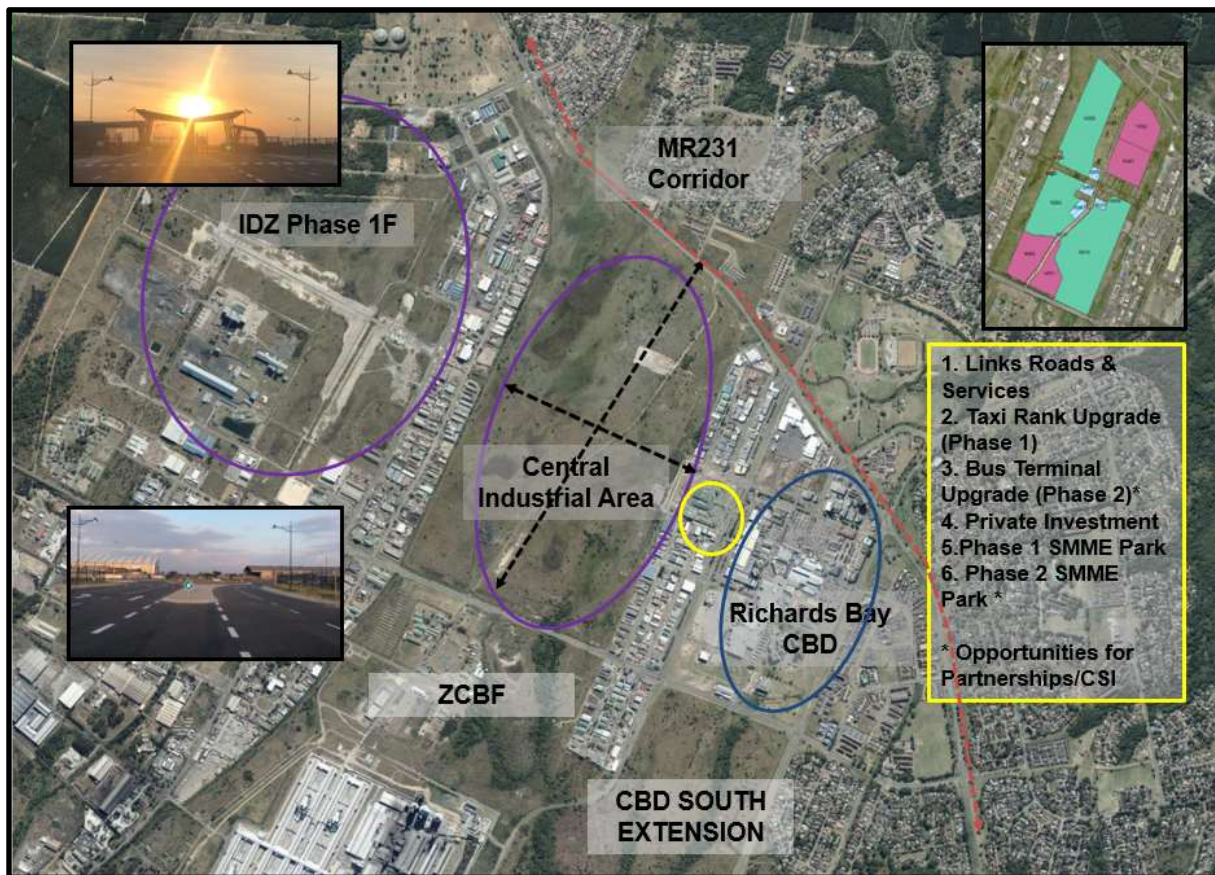 IDZ Phase 1F
MR231
Corridor
Central
Industrial Area
Richards Bay
CBD
ZCBF
CBD SOUTH
EXTENSION
1. Links Roads &
Services
2. Taxi Rank Upgrade
(Phase 1)
3. Bus Terminal
Upgrade (Phase 2)*
4. Private Investment
5.Phase 1 SMME Park
6. Phase 2 SMME
Park *
* Opportunities for
Partnerships/CSI